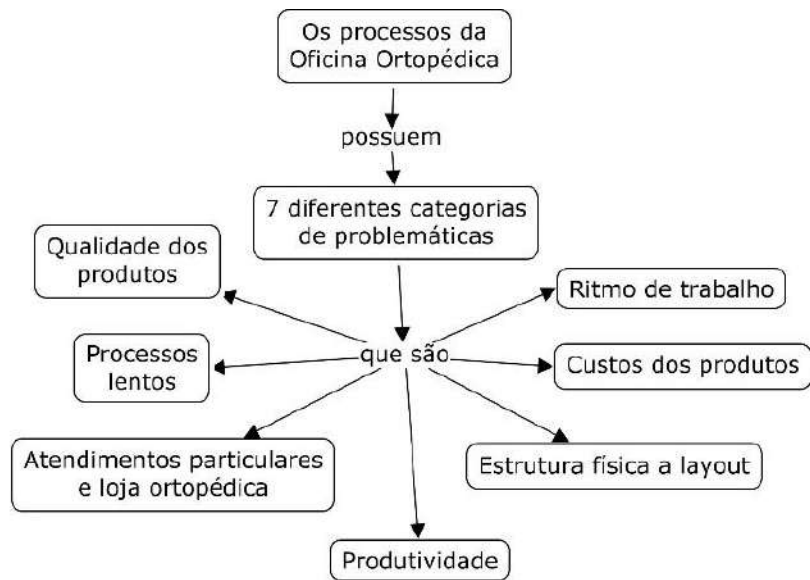 Os processos da
Oficina Ortopédica
possuem
7 diferentes categorias
de problemáticas
Qualidade dos
produtos
Ritmo de trabalho
que são
Processos
lentos
Custos dos produtos
Atendimentos particulares
e loja ortopédica
Estrutura física a layout
Produtividade